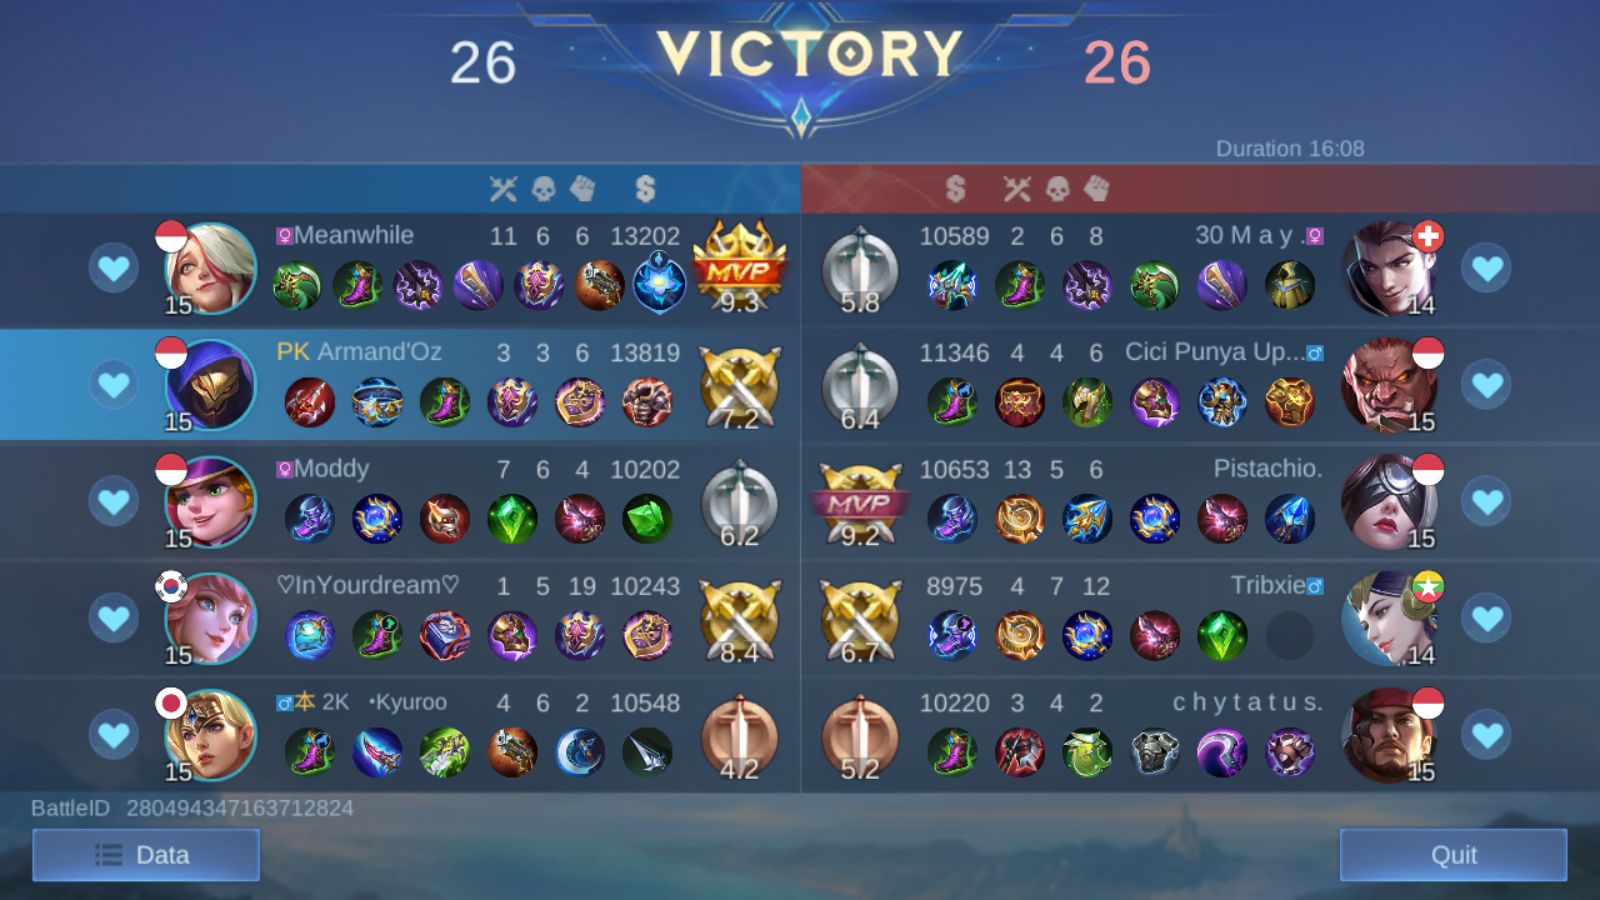 26 VICTORY 26
Duration 16:08
♀Meanwhile 11 6 6 13202 MVP 9.3 15
PK Armand'Oz 3 3 6 13819 7.2 15
♀Moddy 7 6 4 10202 6.2 15
♡InYourdream♡ 1 5 19 10243 8.4 15
♂本 2K •Kyuroo 4 6 2 10548 4.2 15
5.8 10589 2 6 8 30 M a y .♀ 14
6.4 11346 4 4 6 Cici Punya Up...♂ 15
MVP 9.2 10653 13 5 6 Pistachio. 15
6.7 8975 4 7 12 Tribxie♂ 14
5.2 10220 3 4 2 c h y t a t u s. 15
BattleID 280494347163712824
Data
Quit